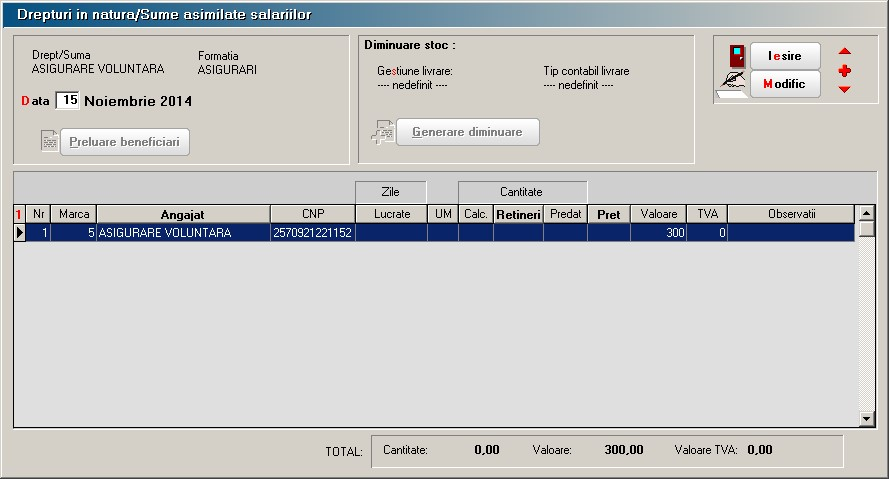 Drepturi in natura/Sume asimilate salariilor
Drept/Suma Formatia
ASIGURARE VOLUNTARA ASIGURARI
Data 15 Noiembrie 2014
Preluare beneficiari
Diminuare stoc :
Gestiune livrare: Tip contabil livrare
---- nedefinit ---- ---- nedefinit ----
Generare diminuare
Iesire
Modific
Zile Cantitate
1 Nr Marca Angajat CNP Lucrate UM Calc. Retineri Predat Pret Valoare TVA Observatii
1 5 ASIGURARE VOLUNTARA 2570921221152 300 0
TOTAL: Cantitate: 0,00 Valoare: 300,00 Valoare TVA: 0,00